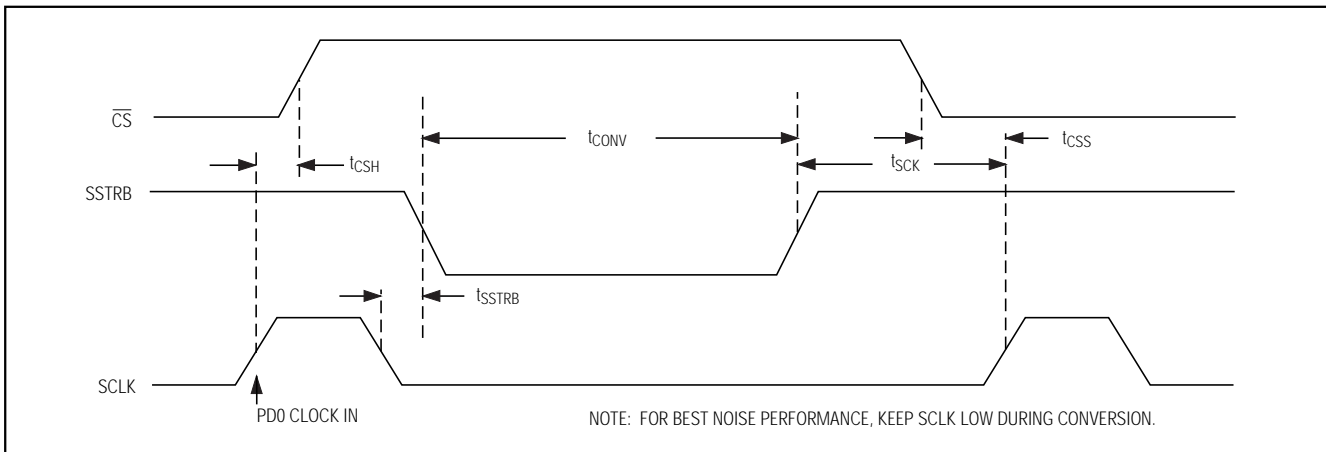 CS
tCONV
tCSS
tCSH
tSCK
SSTRB
tSSTRB
SCLK
PD0 CLOCK IN
NOTE: FOR BEST NOISE PERFORMANCE, KEEP SCLK LOW DURING CONVERSION.